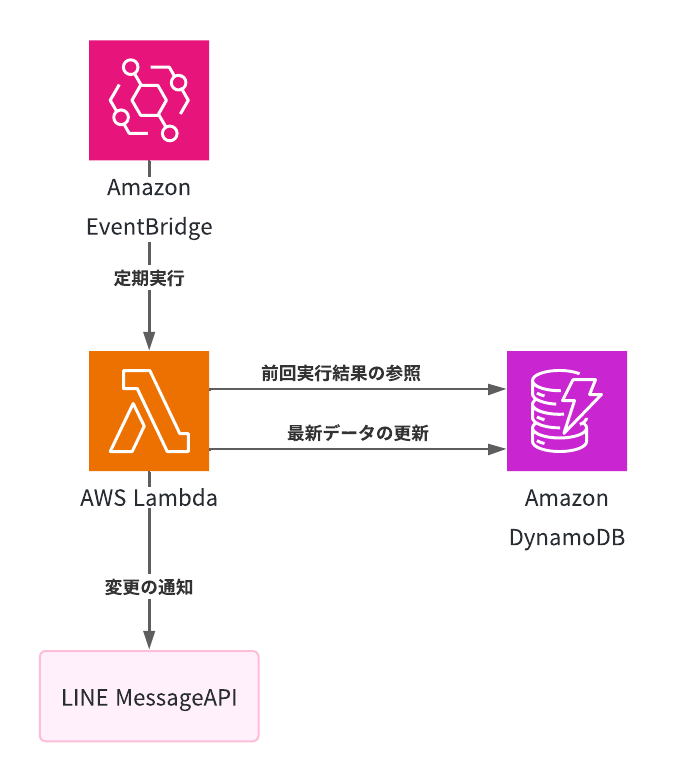 Amazon
EventBridge
定期実行
前回実行結果の参照
最新データの更新
AWS Lambda
Amazon
DynamoDB
変更の通知
LINE MessageAPI